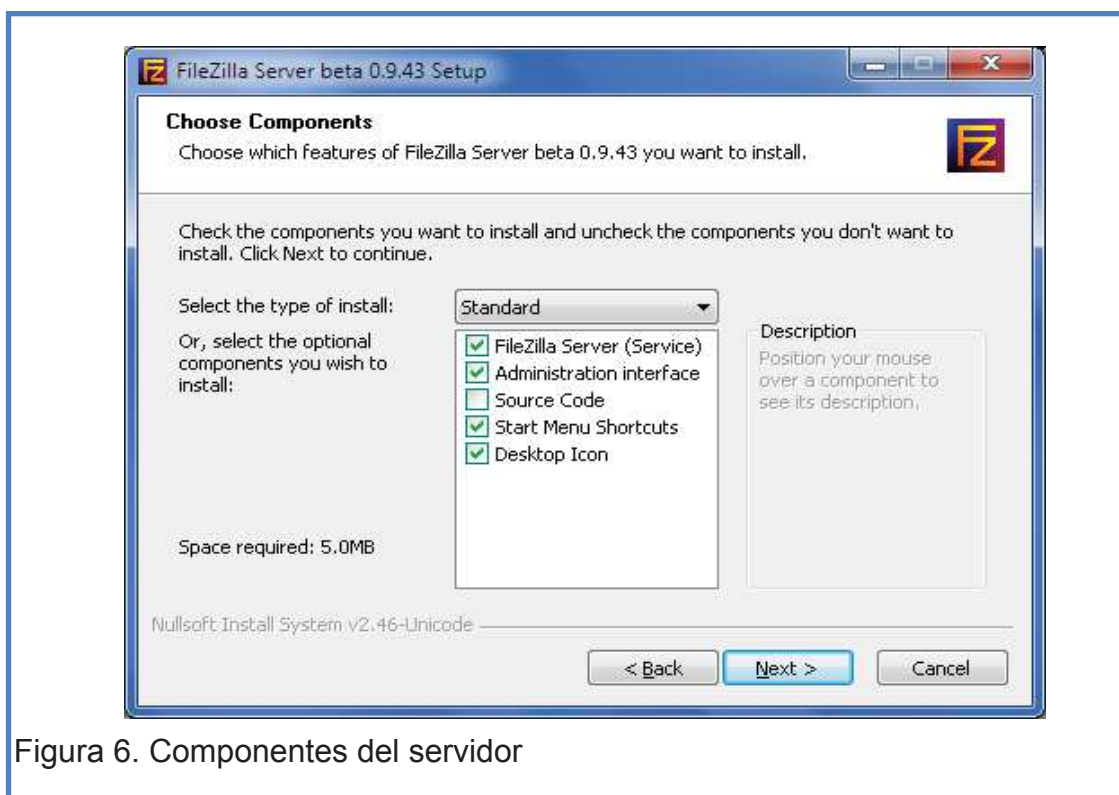 FileZilla Server beta 0.9.43 Setup
Choose Components
Choose which features of FileZilla Server beta 0.9.43 you want to install.
FZ
Check the components you want to install and uncheck the components you don't want to
install. Click Next to continue.
Select the type of install:
Standard
Or, select the optional
components you wish to
install:
FileZilla Server (Service)
Administration interface
Source Code
Start Menu Shortcuts
Desktop Icon
Description
Position your mouse
over a component to
see its description.
Space required: 5.0MB
Nullsoft Install System v2.46-Unicode
< Back
Next >
Cancel
Figura 6. Componentes del servidor